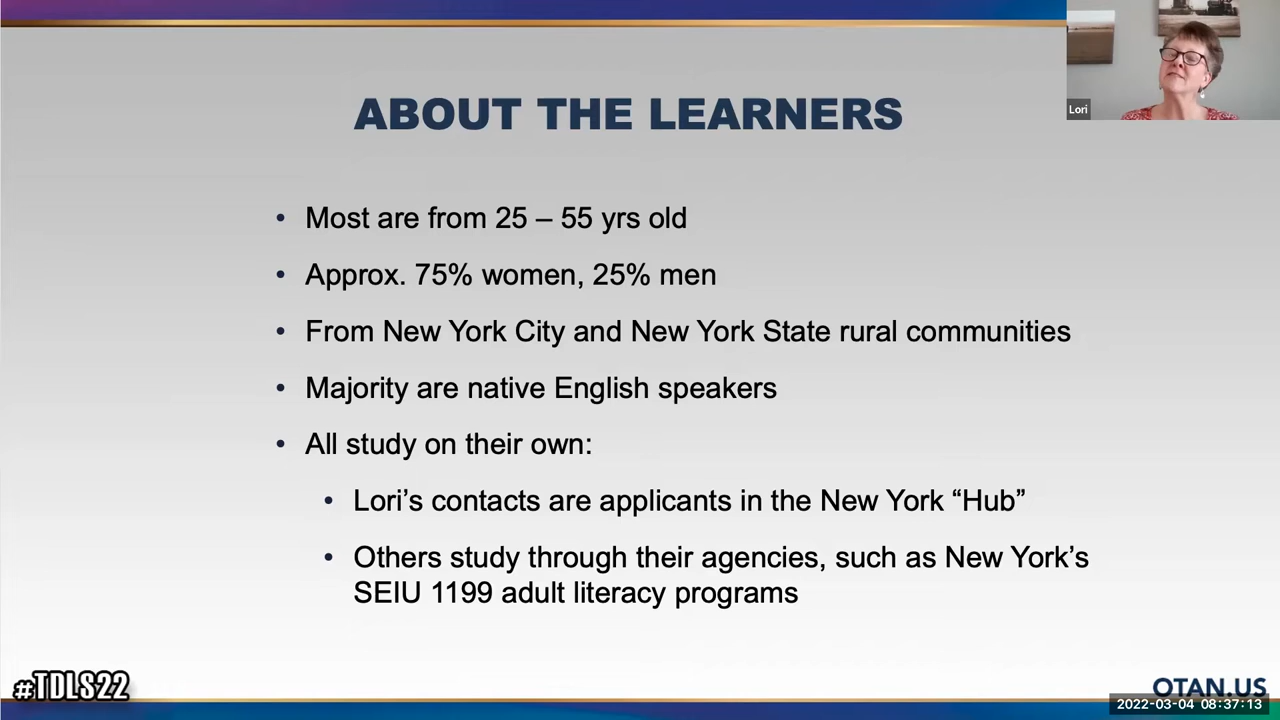 Lori
ABOUT THE LEARNERS
• Most are from 25 – 55 yrs old
• Approx. 75% women, 25% men
• From New York City and New York State rural communities
• Majority are native English speakers
• All study on their own:
• Lori’s contacts are applicants in the New York “Hub”
• Others study through their agencies, such as New York’s
SEIU 1199 adult literacy programs
#TDLS22
OTAN.US
2022-03-04 08:37:13